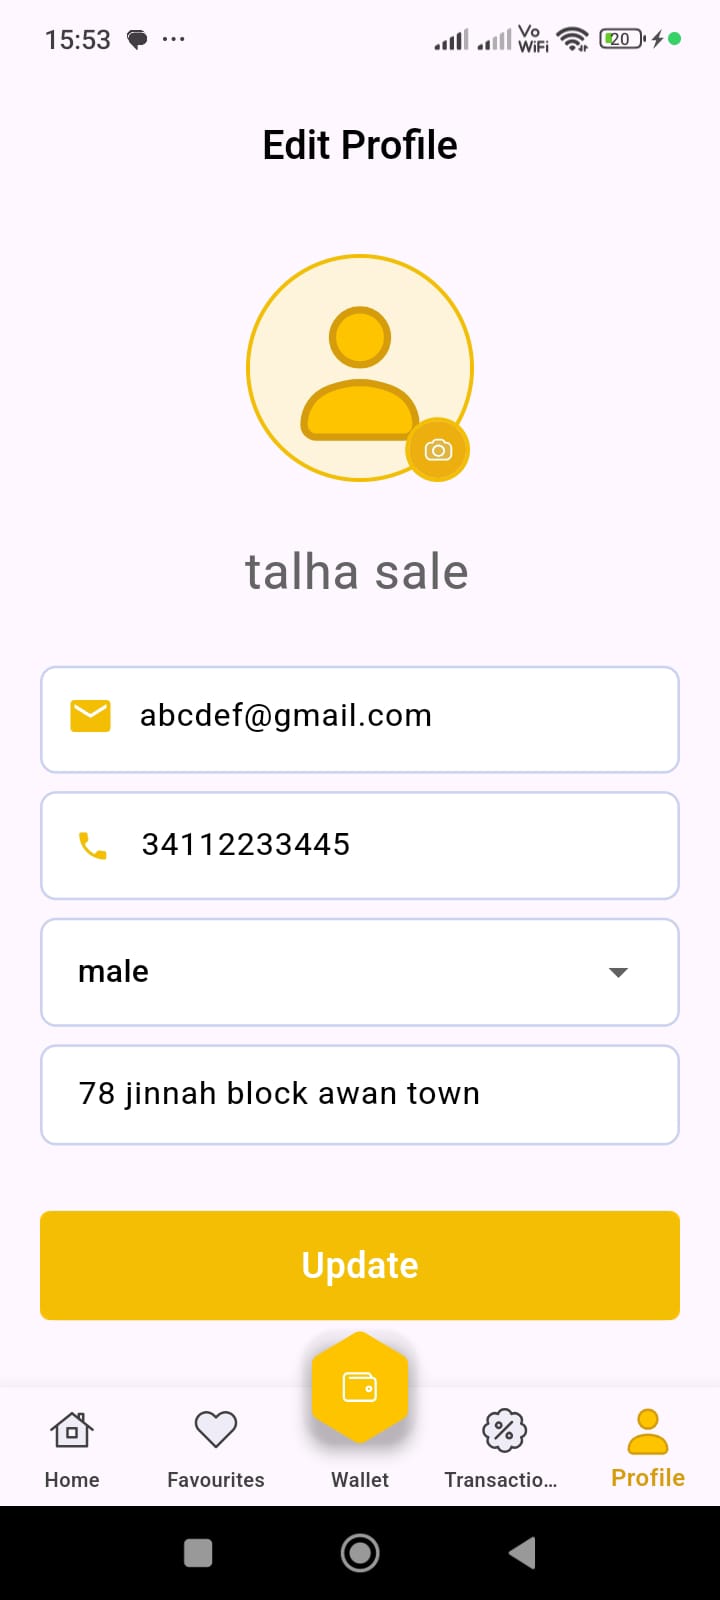 15:53
Vo
WiFi
20
Edit Profile
talha sale
abcdef@gmail.com
34112233445
male
78 jinnah block awan town
Update
Home
Favourites
Wallet
Transactio...
Profile